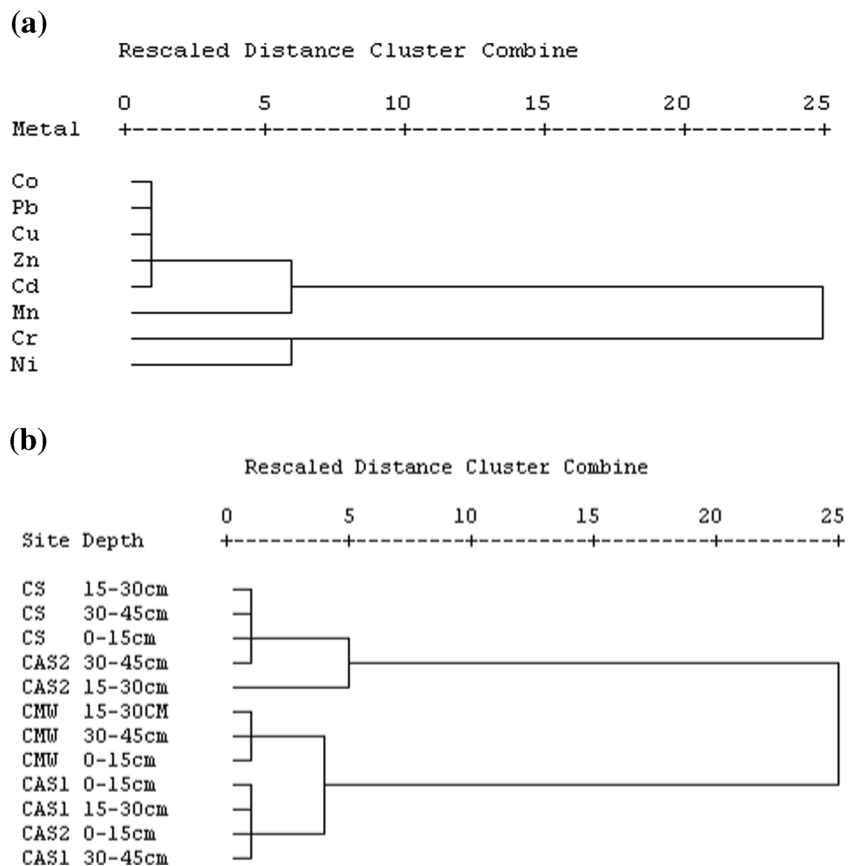 (a)
Rescaled Distance Cluster Combine
0 5 10 15 20 25
Metal +---------+---------+---------+---------+---------+
Co
Pb
Cu
Zn
Cd
Mn
Cr
Ni
(b)
Rescaled Distance Cluster Combine
0 5 10 15 20 25
Site Depth +---------+---------+---------+---------+---------+
CS 15-30cm
CS 30-45cm
CS 0-15cm
CAS2 30-45cm
CAS2 15-30cm
CMW 15-30CM
CMW 30-45cm
CMW 0-15cm
CAS1 0-15cm
CAS1 15-30cm
CAS2 0-15cm
CAS1 30-45cm